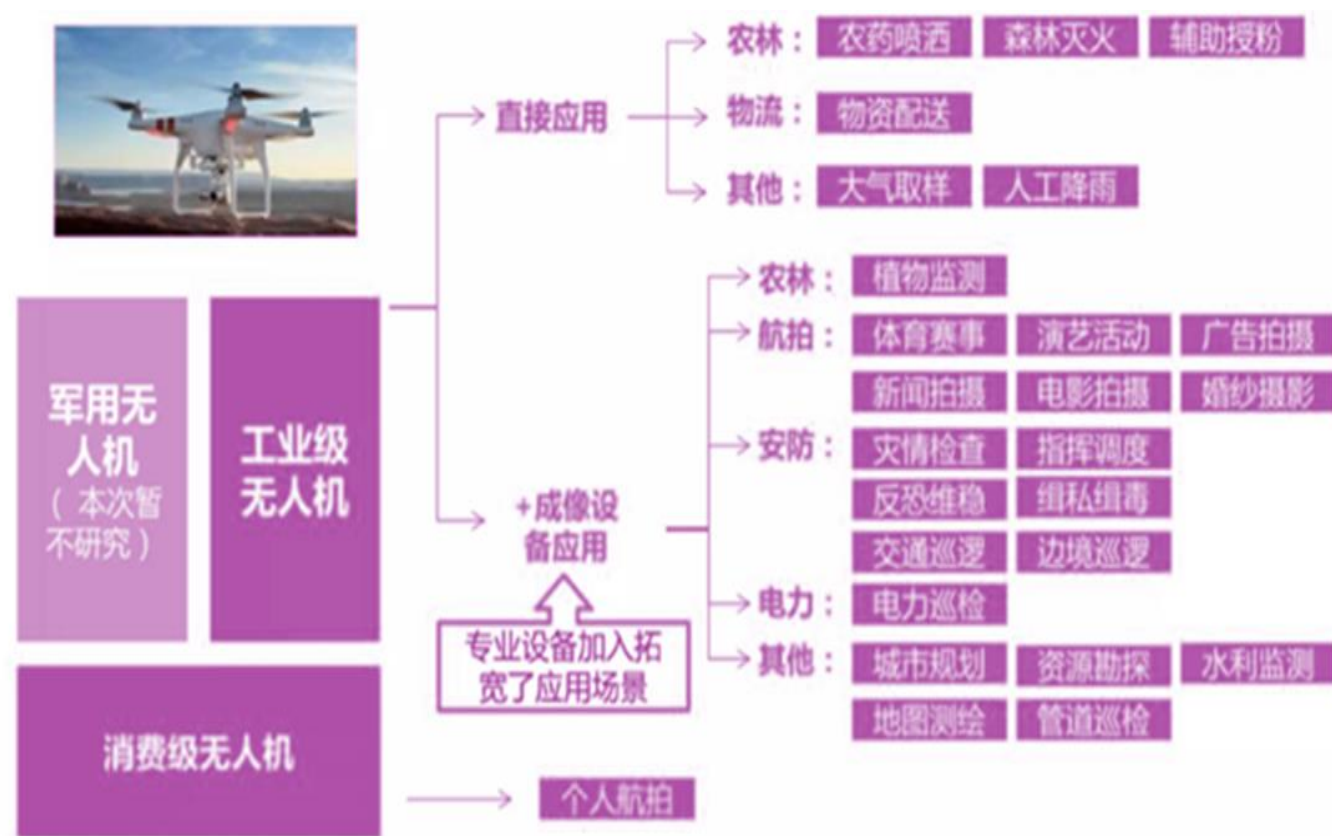 农林： 农药喷洒 森林灭火 辅助授粉
直接应用
物流： 物资配送
其他： 大气取样 人工降雨
军用无
人机
（ 本次暂
不研究）
工业级
无人机
+成像设
备应用
专业设备加入拓
宽了应用场景
农林： 植物监测
航拍： 体育赛事 演艺活动 广告拍摄
新闻拍摄 电影拍摄 婚纱摄影
安防： 灾情检查 指挥调度
反恐维稳 缉私缉毒
交通巡逻 边境巡逻
电力： 电力巡检
其他： 城市规划 资源勘探 水利监测
地图测绘 管道巡检
消费级无人机
个人航拍